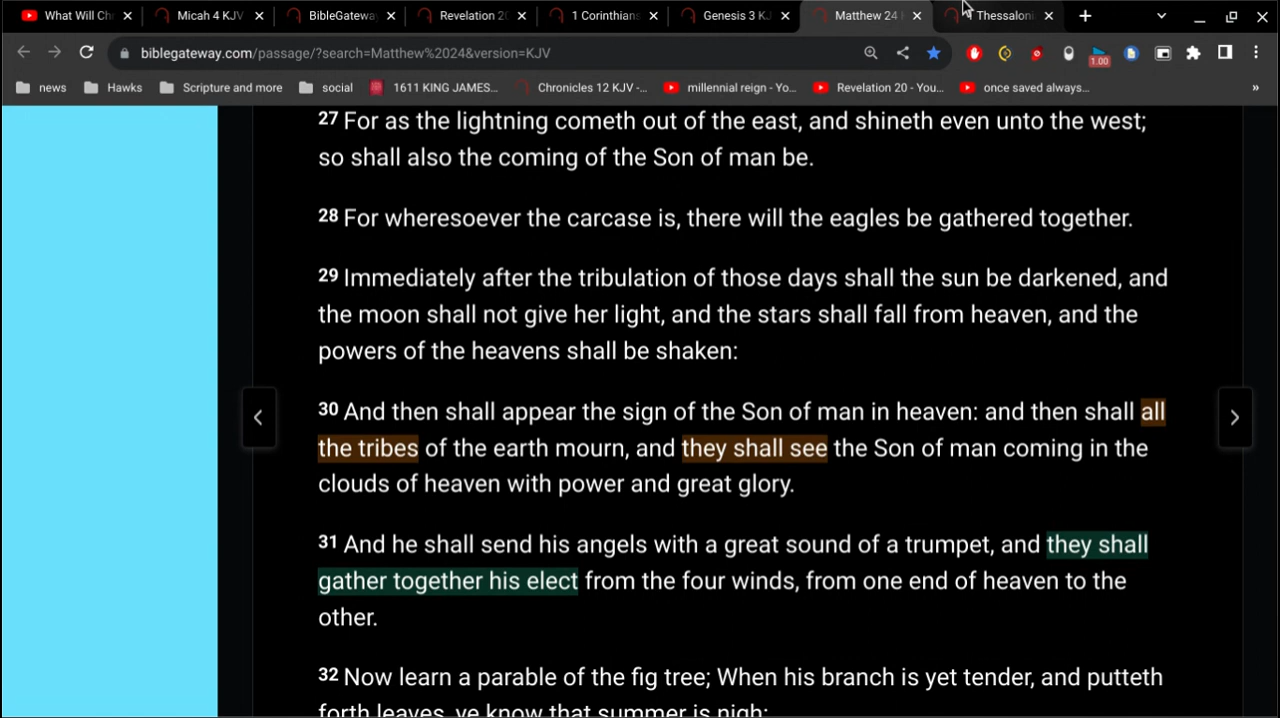 What Will Ch
Micah 4 KJV
BibleGateway
Revelation 2
1 Corinthians
Genesis 3 KJ
Matthew 24
Thessaloni
biblegateway.com/passage/?search=Matthew%2024&version=KJV
1.00
news
Hawks
Scripture and more
social
1611 KING JAMES...
Chronicles 12 KJV -...
millennial reign - Yo...
Revelation 20 - You...
once saved always...
»
27 For as the lightning cometh out of the east, and shineth even unto the west;
so shall also the coming of the Son of man be.
28 For wheresoever the carcase is, there will the eagles be gathered together.
29 Immediately after the tribulation of those days shall the sun be darkened, and
the moon shall not give her light, and the stars shall fall from heaven, and the
powers of the heavens shall be shaken:
30 And then shall appear the sign of the Son of man in heaven: and then shall all
the tribes of the earth mourn, and they shall see the Son of man coming in the
clouds of heaven with power and great glory.
31 And he shall send his angels with a great sound of a trumpet, and they shall
gather together his elect from the four winds, from one end of heaven to the
other.
32 Now learn a parable of the fig tree; When his branch is yet tender, and putteth
forth leaves, ye know that summer is nigh: